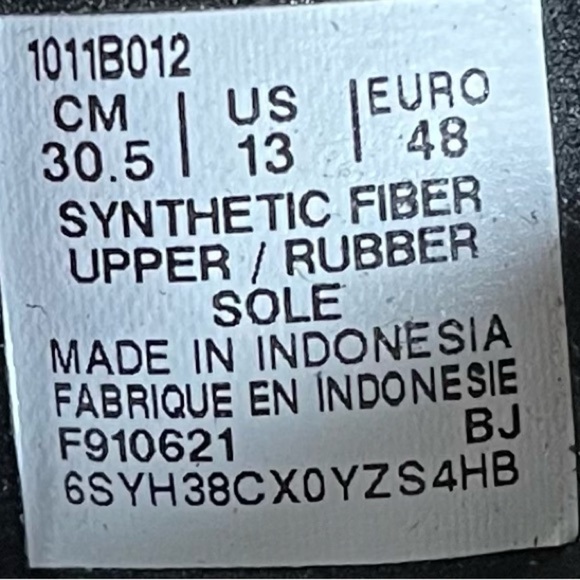 1011B012
CM | US | EURO
30.5 | 13 | 48
SYNTHETIC FIBER
UPPER / RUBBER
SOLE
MADE IN INDONESIA
FABRIQUE EN INDONESIE
F910621 BJ
6SYH38CX0YZS4HB